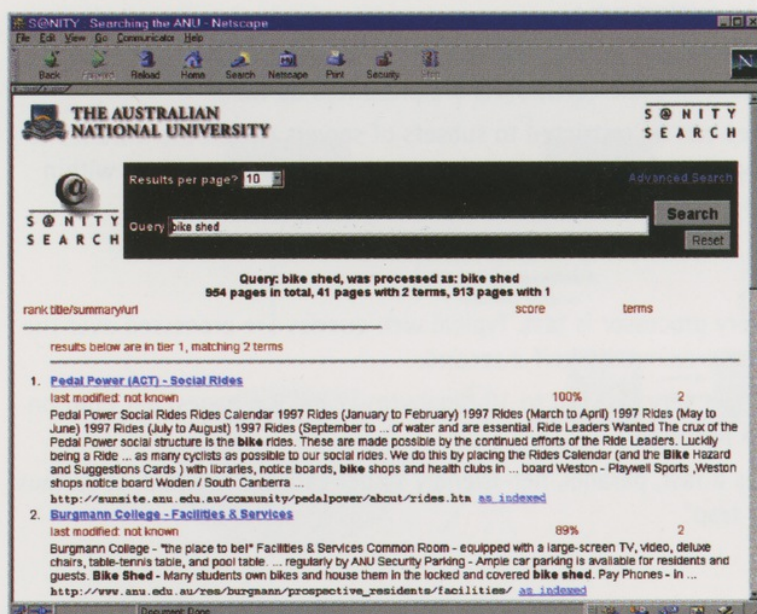 S@NITY : Searching the ANU - Netscape
File Edit View Go Communicator Help
Back Forward Reload Home Search Netscape Print Security Stop
THE AUSTRALIAN
NATIONAL UNIVERSITY
S @ N I T Y
S E A R C H
Results per page? 10
Advanced Search
@
S @ N I T Y
S E A R C H
Query bike shed
Search
Reset
Query: bike shed, was processed as: bike shed
954 pages in total, 41 pages with 2 terms, 913 pages with 1
rank title/summary/url score terms
results below are in tier 1, matching 2 terms
1. Pedal Power (ACT) - Social Rides
last modified: not known 100% 2
Pedal Power Social Rides Rides Calendar 1997 Rides (January to February) 1997 Rides (March to April) 1997 Rides (May to
June) 1997 Rides (July to August) 1997 Rides (September to ... of water and are essential. Ride Leaders Wanted The crux of the
Pedal Power social structure is the bike rides. These are made possible by the continued efforts of the Ride Leaders. Luckily
being a Ride ... as many cyclists as possible to our social rides. We do this by placing the Rides Calendar (and the Bike Hazard
and Suggestions Cards ) with libraries, notice boards, bike shops and health clubs in ... board Weston - Playwell Sports ,Weston
shops notice board Woden / South Canberra ...
http://sunsite.anu.edu.au/community/pedalpower/about/rides.htm as indexed
2. Burgmann College - Facilities & Services
last modified: not known 89% 2
Burgmann College - "the place to be!" Facilities & Services Common Room - equipped with a large-screen TV, video, deluxe
chairs, table-tennis table, and pool table. ... regularly by ANU Security Parking - Ample car parking is available for residents and
guests. Bike Shed - Many students own bikes and house them in the locked and covered bike shed. Pay Phones - In ...
http://www.anu.edu.au/res/burgmann/prospective_residents/facilities/ as indexed
Document: Done